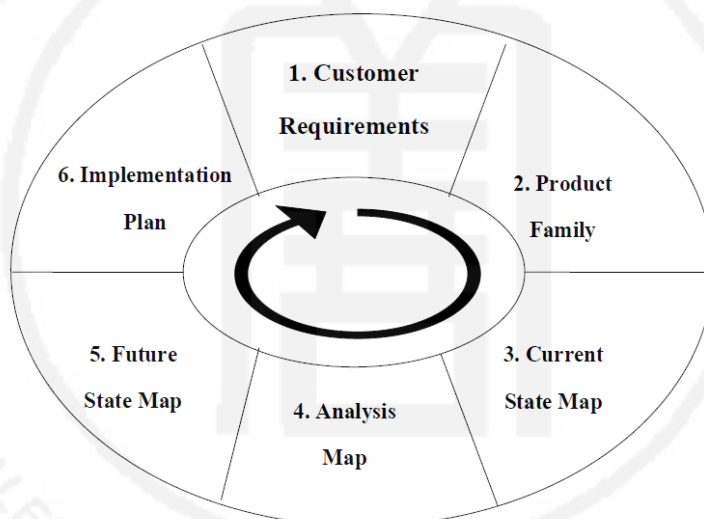 1. Customer
Requirements
2. Product
Family
3. Current
State Map
4. Analysis
Map
5. Future
State Map
6. Implementation
Plan